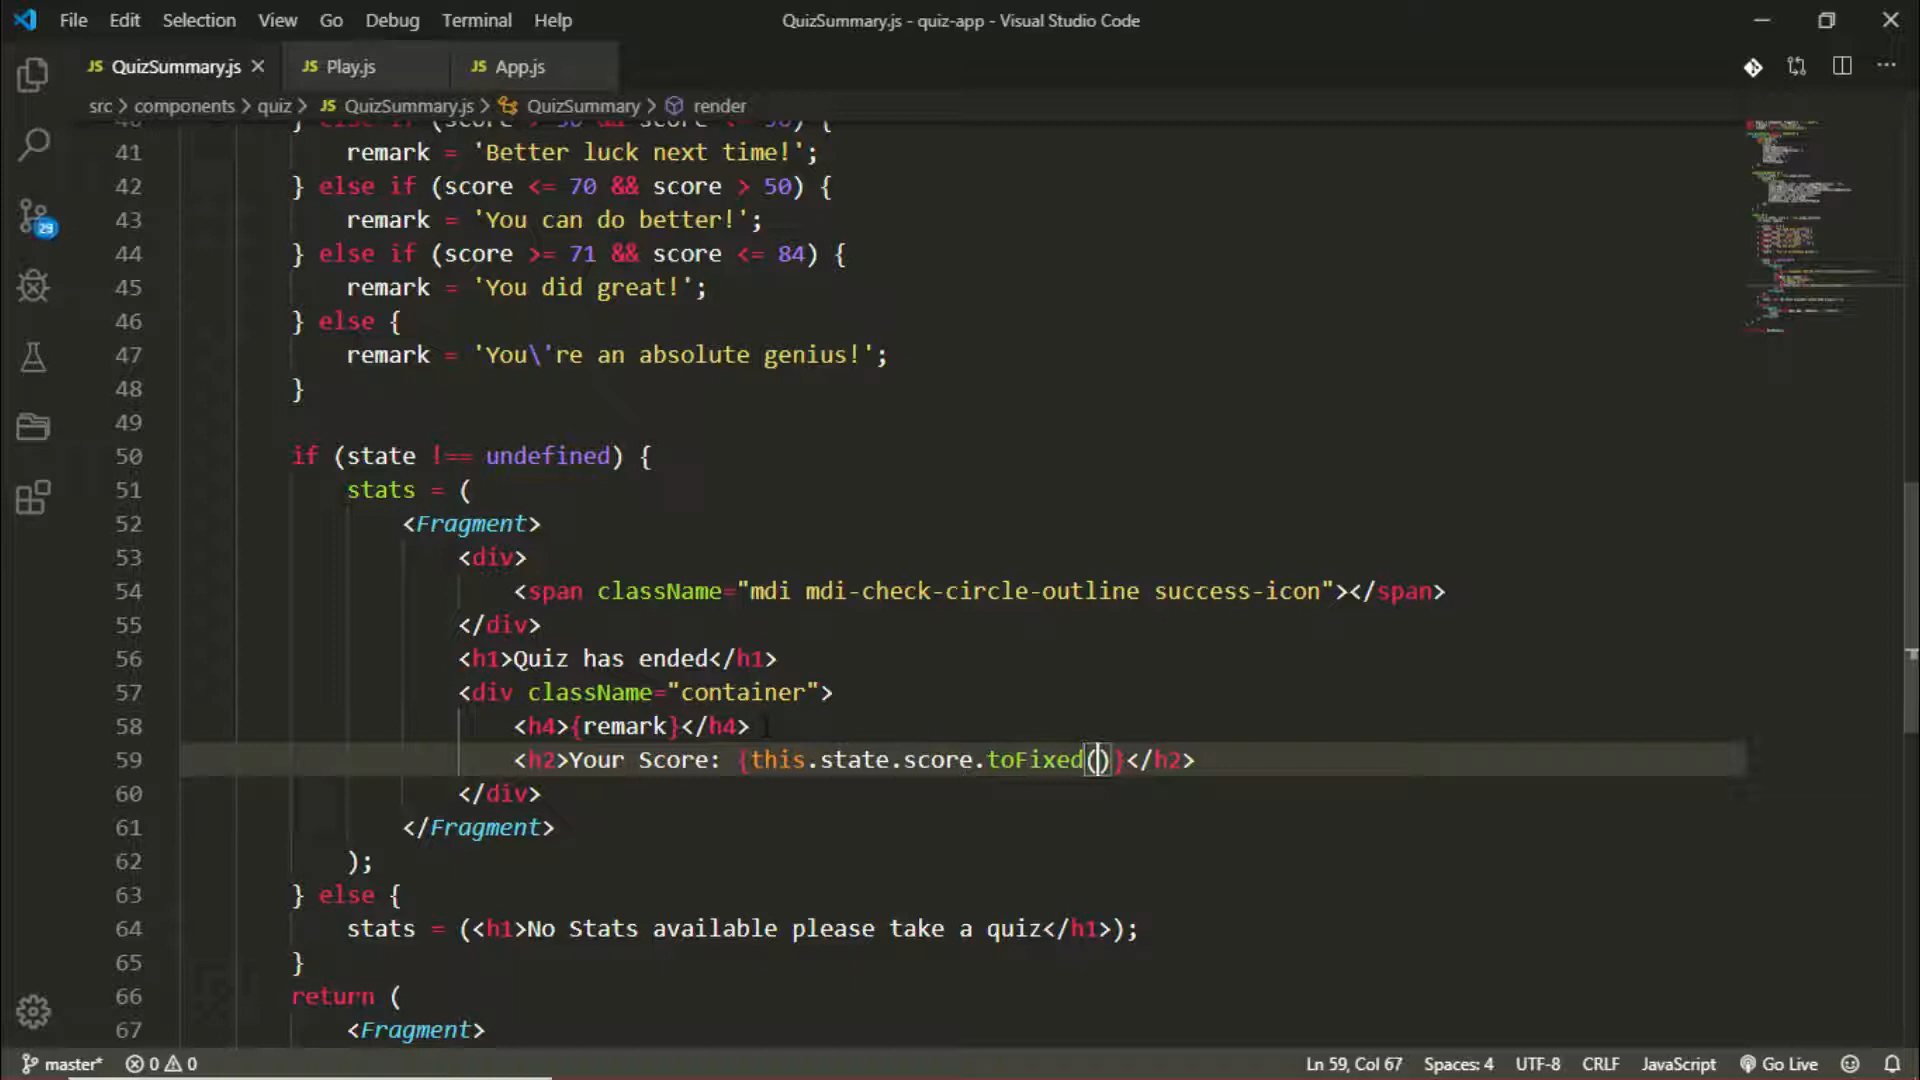 File Edit Selection View Go Debug Terminal Help QuizSummary.js - quiz-app - Visual Studio Code
JS QuizSummary.js JS Play.js JS App.js
src > components > quiz > JS QuizSummary.js > QuizSummary > render
41 remark = 'Better luck next time!';
42 } else if (score <= 70 && score > 50) {
43 remark = 'You can do better!';
44 } else if (score >= 71 && score <= 84) {
45 remark = 'You did great!';
46 } else {
47 remark = 'You\'re an absolute genius!';
48 }
49
50 if (state !== undefined) {
51 stats = (
52 <Fragment>
53 <div>
54 <span className="mdi mdi-check-circle-outline success-icon"></span>
55 </div>
56 <h1>Quiz has ended</h1>
57 <div className="container">
58 <h4>{remark}</h4>
59 <h2>Your Score: {this.state.score.toFixed()}</h2>
60 </div>
61 </Fragment>
62 );
63 } else {
64 stats = (<h1>No Stats available please take a quiz</h1>);
65 }
66 return (
67 <Fragment>
29
master* 0 0 Ln 59, Col 67 Spaces: 4 UTF-8 CRLF JavaScript Go Live